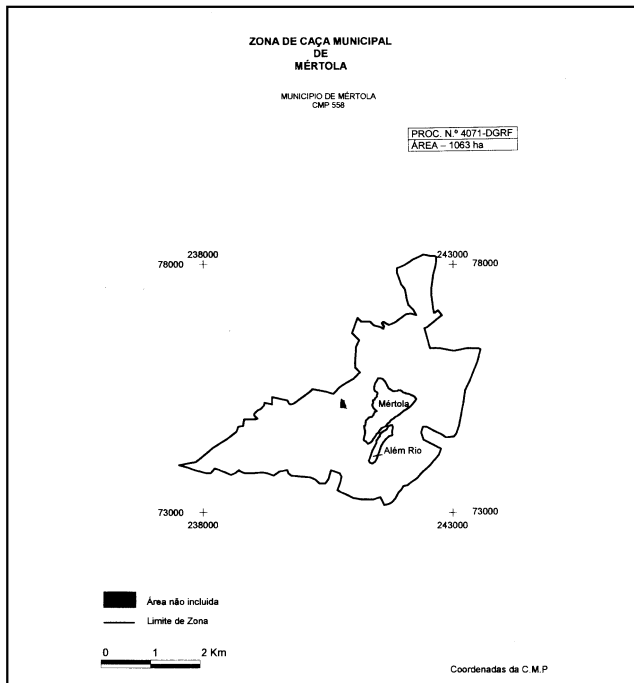 ZONA DE CAÇA MUNICIPAL
DE
MÉRTOLA
MUNICIPIO DE MÉRTOLA
CMP 558
PROC. N.º 4071-DGRF
ÁREA – 1063 ha
238000
78000
243000
78000
Mértola
Além Rio
73000
238000
243000
73000
Área não incluida
Limite de Zona
0 1 2 Km
Coordenadas da C.M.P